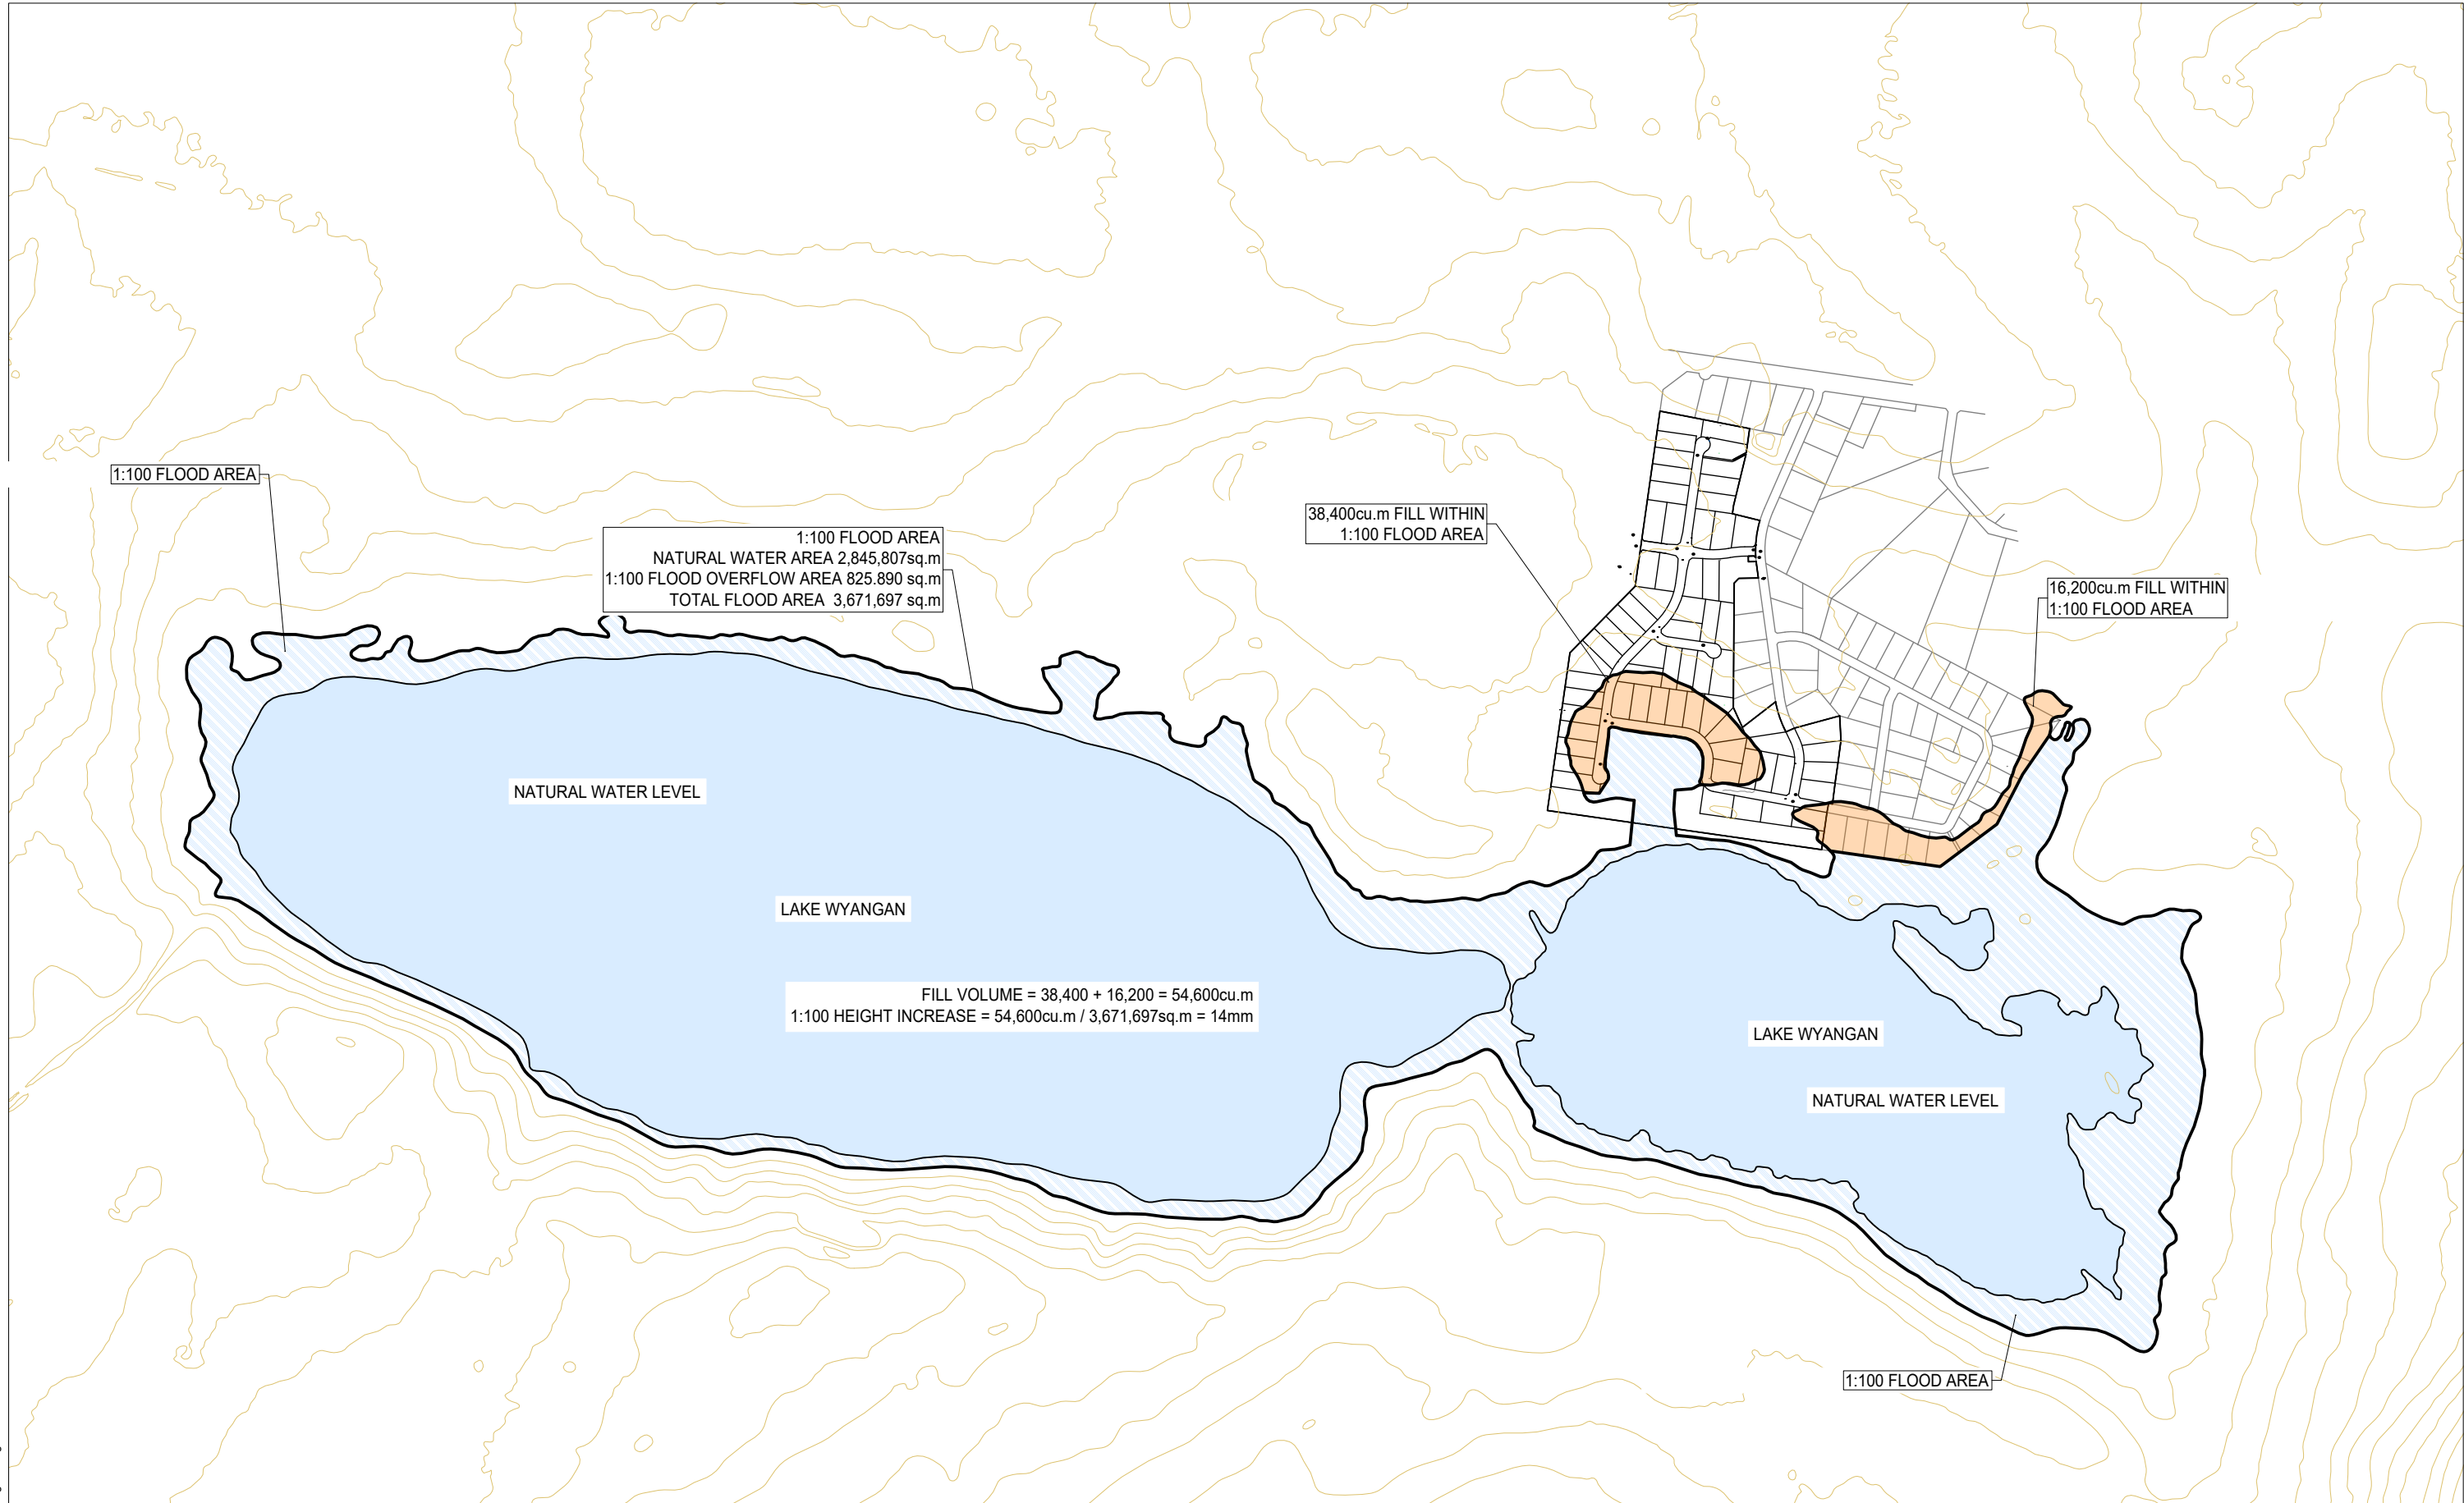 1:100 FLOOD AREA
1:100 FLOOD AREA
NATURAL WATER AREA 2,845,807sq.m
1:100 FLOOD OVERFLOW AREA 825.890 sq.m
TOTAL FLOOD AREA 3,671,697 sq.m
38,400cu.m FILL WITHIN
1:100 FLOOD AREA
16,200cu.m FILL WITHIN
1:100 FLOOD AREA
NATURAL WATER LEVEL
LAKE WYANGAN
FILL VOLUME = 38,400 + 16,200 = 54,600cu.m
1:100 HEIGHT INCREASE = 54,600cu.m / 3,671,697sq.m = 14mm
LAKE WYANGAN
NATURAL WATER LEVEL
1:100 FLOOD AREA